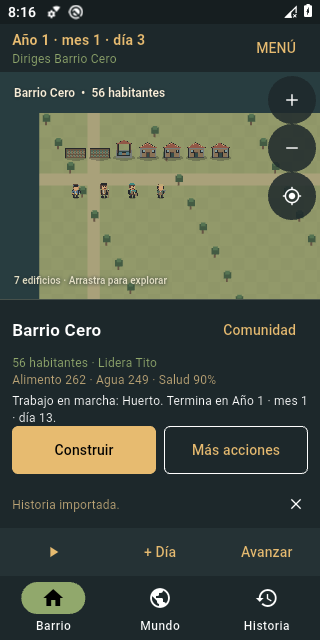 8:16
Año 1 · mes 1 · día 3
Diriges Barrio Cero
MENÚ
Barrio Cero • 56 habitantes
7 edificios · Arrastra para explorar
Barrio Cero
Comunidad
56 habitantes · Lidera Tito
Alimento 262 · Agua 249 · Salud 90%
Trabajo en marcha: Huerto. Termina en Año 1 · mes 1
· día 13.
Construir
Más acciones
Historia importada.
+ Día
Avanzar
Barrio
Mundo
Historia